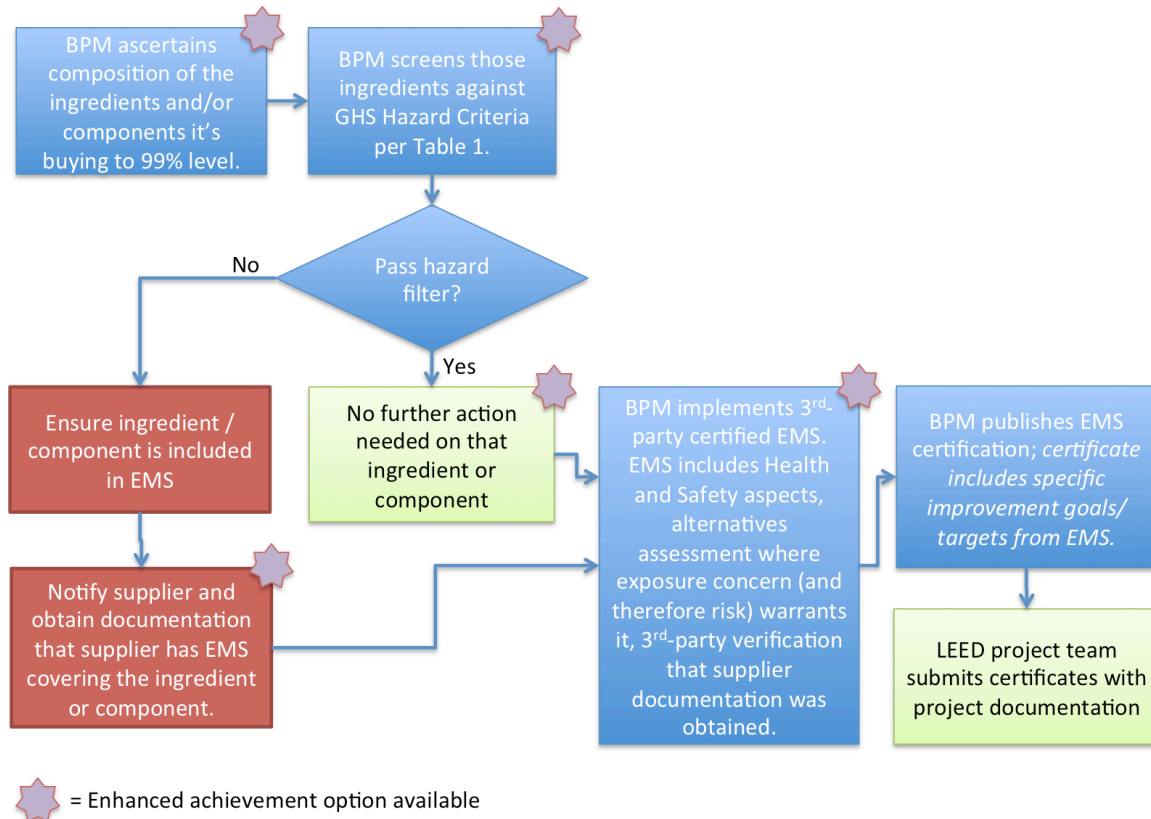 BPM ascertains
composition of the
ingredients and/or
components it's
buying to 99% level.
BPM screens those
ingredients against
GHS Hazard Criteria
per Table 1.
Pass hazard
filter?
No
Yes
Ensure ingredient /
component is included
in EMS
Notify supplier and
obtain documentation
that supplier has EMS
covering the ingredient
or component.
No further action
needed on that
ingredient or
component
BPM implements 3rd-
party certified EMS.
EMS includes Health
and Safety aspects,
alternatives
assessment where
exposure concern (and
therefore risk) warrants
it, 3rd-party verification
that supplier
documentation was
obtained.
BPM publishes EMS
certification; certificate
includes specific
improvement goals/
targets from EMS.
LEED project team
submits certificates with
project documentation
= Enhanced achievement option available